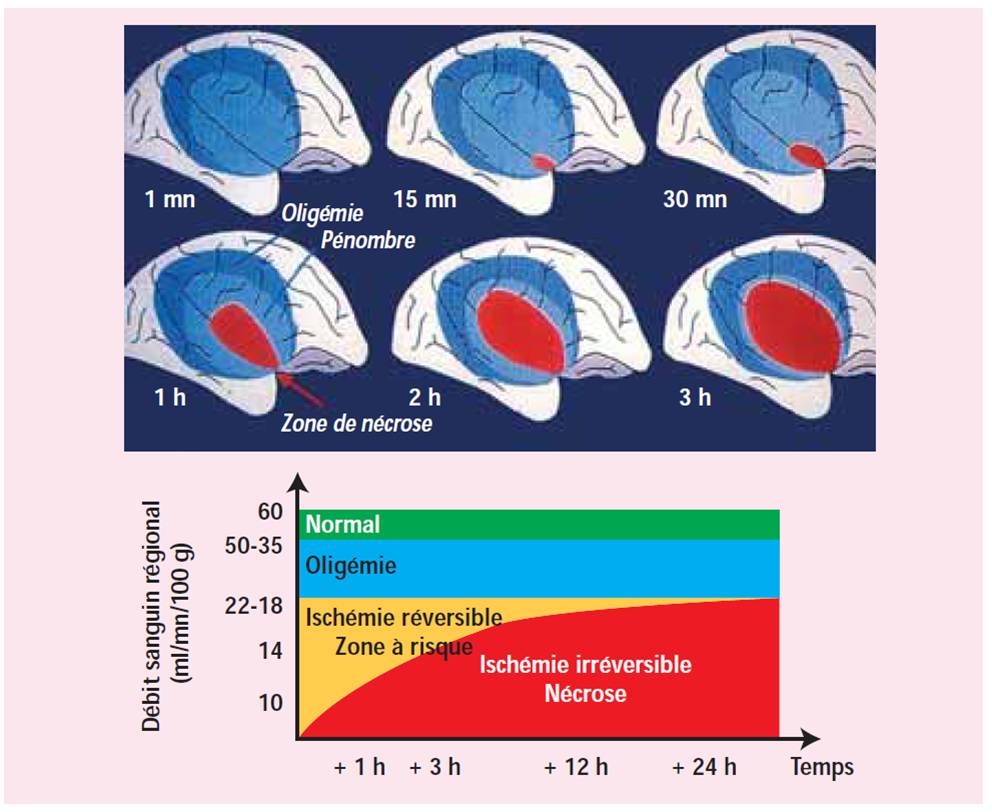 1 mn
15 mn
30 mn
Oligémie
Pénombre
1 h
2 h
3 h
Zone de nécrose
Débit sanguin régional
(ml/mn/100 g)
60
50-35
22-18
14
10
Normal
Oligémie
Ischémie réversible
Zone à risque
Ischémie irréversible
Nécrose
+ 1 h
+ 3 h
+ 12 h
+ 24 h
Temps